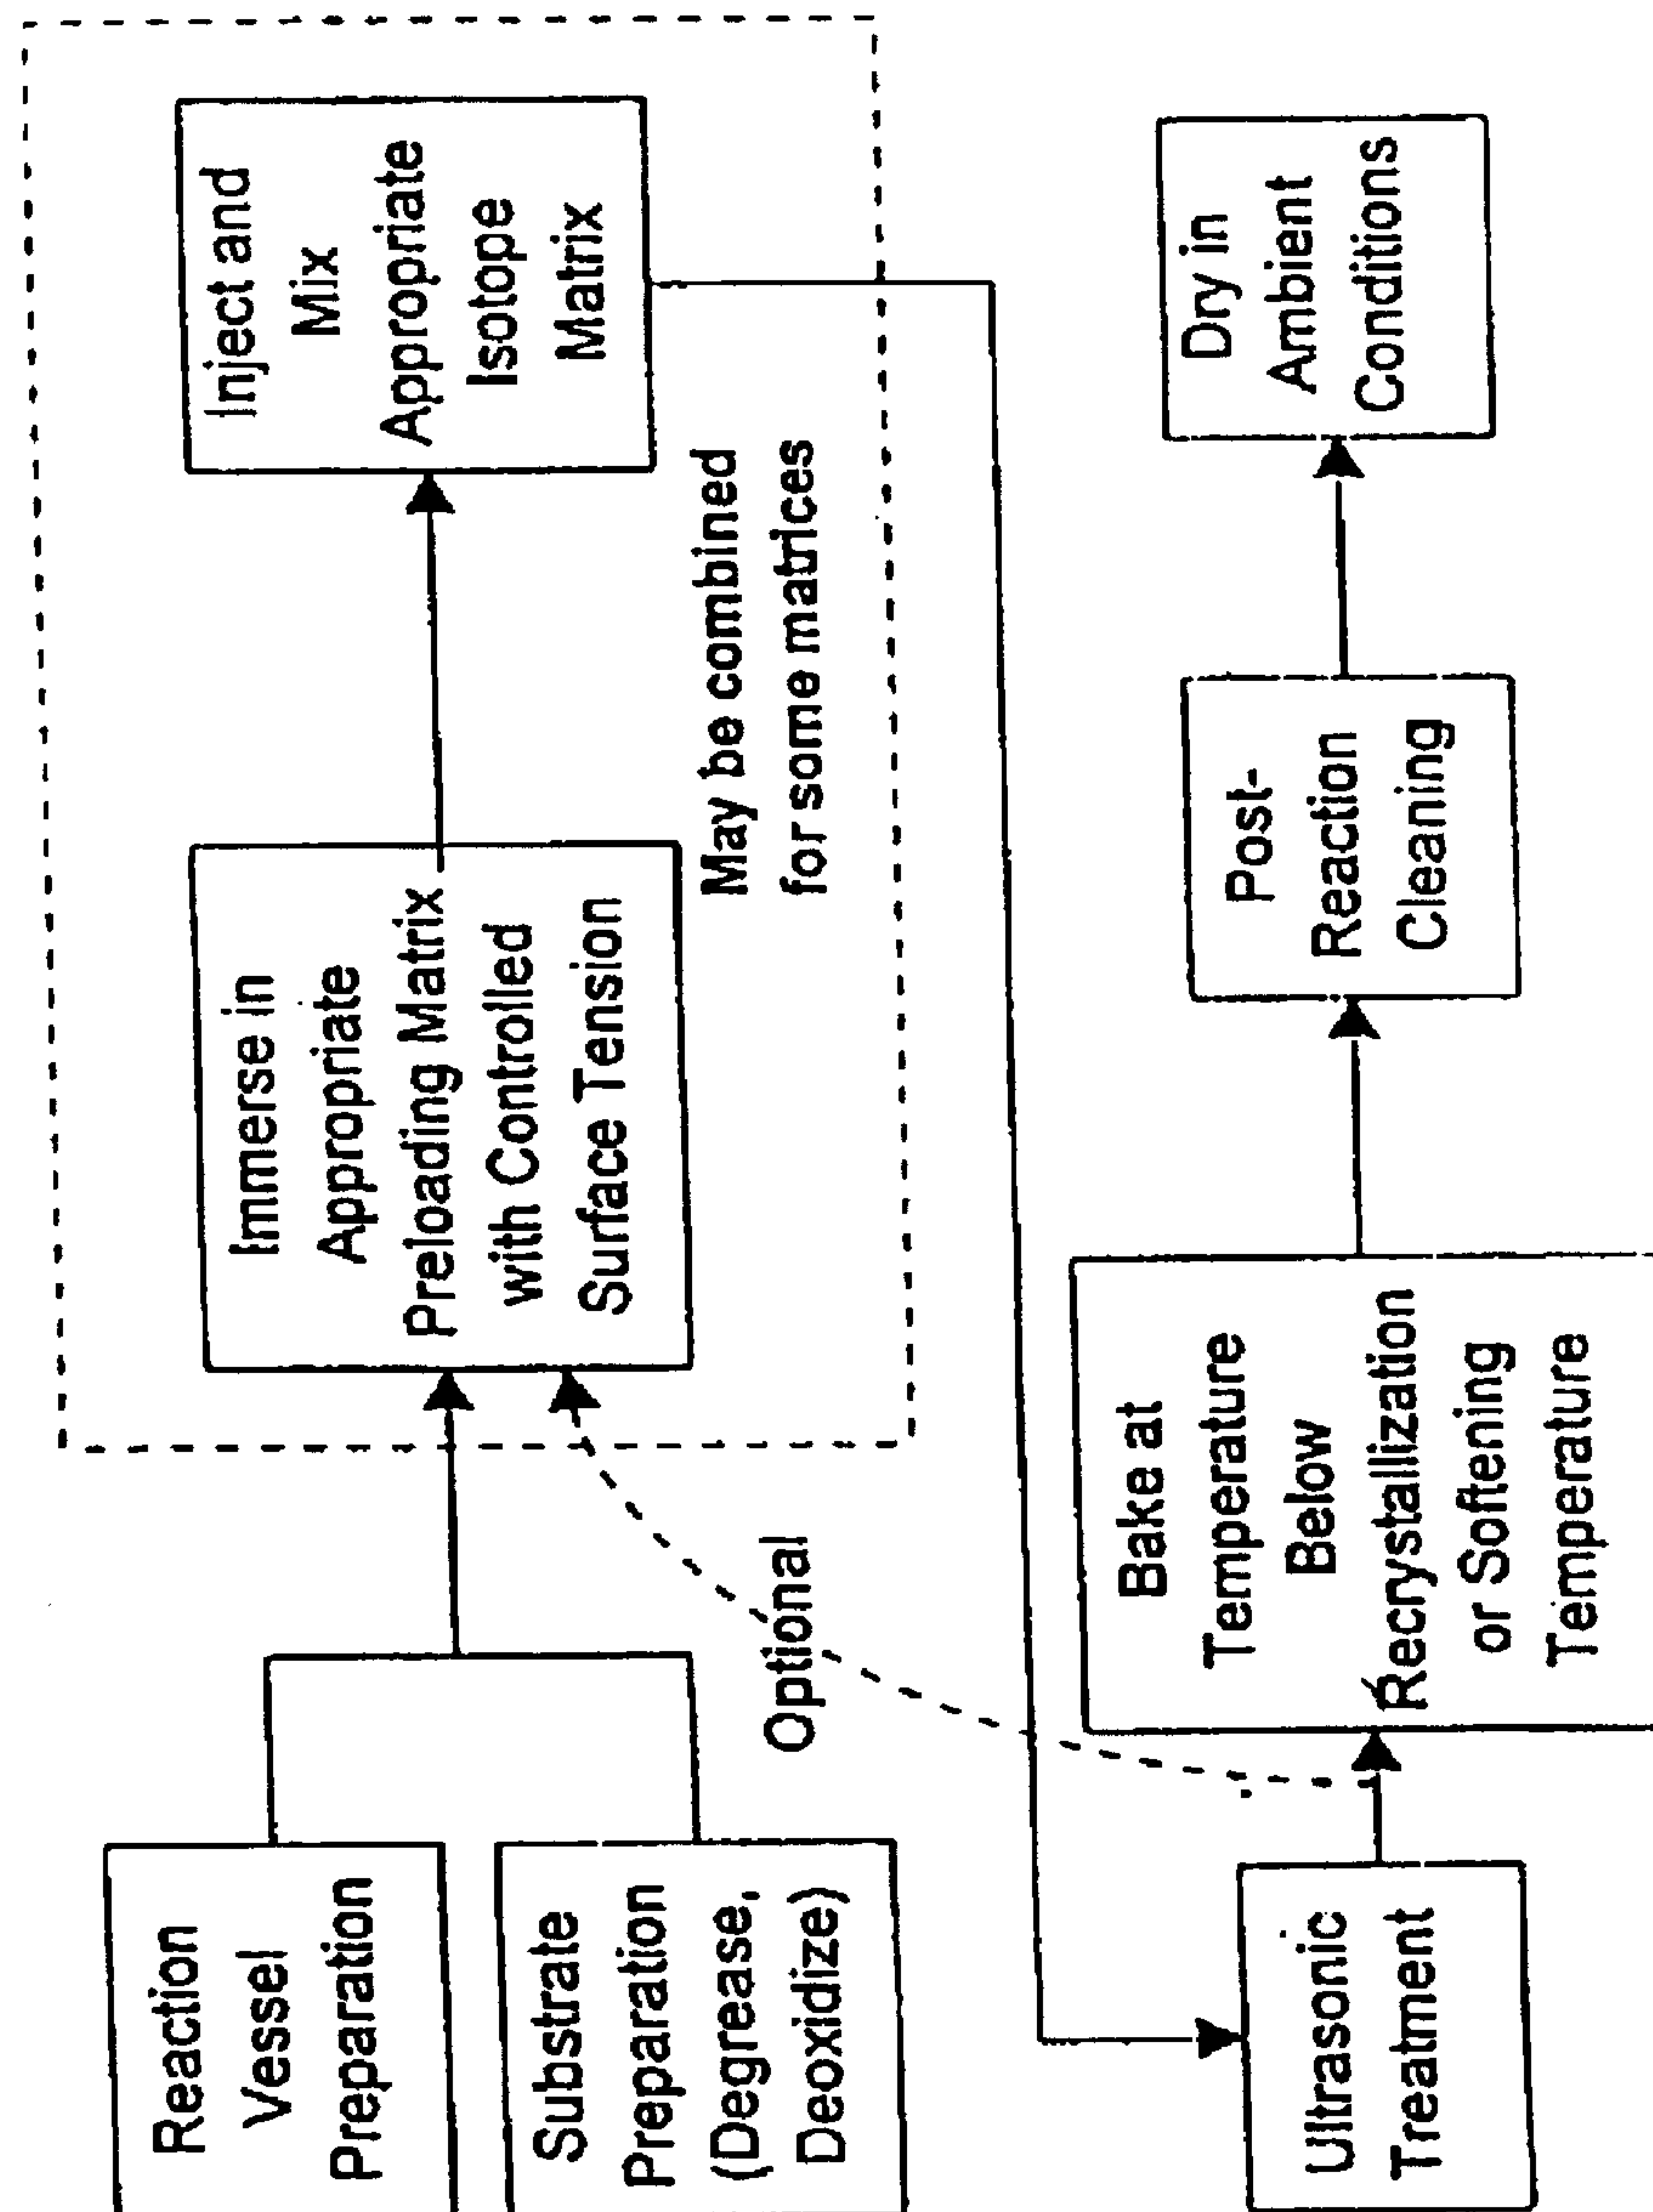 Reaction
Vessel
Preparation
Substrate
Preparation
(Degrease,
Deoxidize)
Immerse in
Appropriate
Preloading Matrix
with Controlled
Surface Tension
Inject and
Mix
Appropriate
Isotope
Matrix
May be combined
for some matrices
Optional
Ultrasonic
Treatment
Bake at
Temperature
Below
Recrystallization
or Softening
Temperature
Post-
Reaction
Cleaning
Dry in
Ambient
Conditions